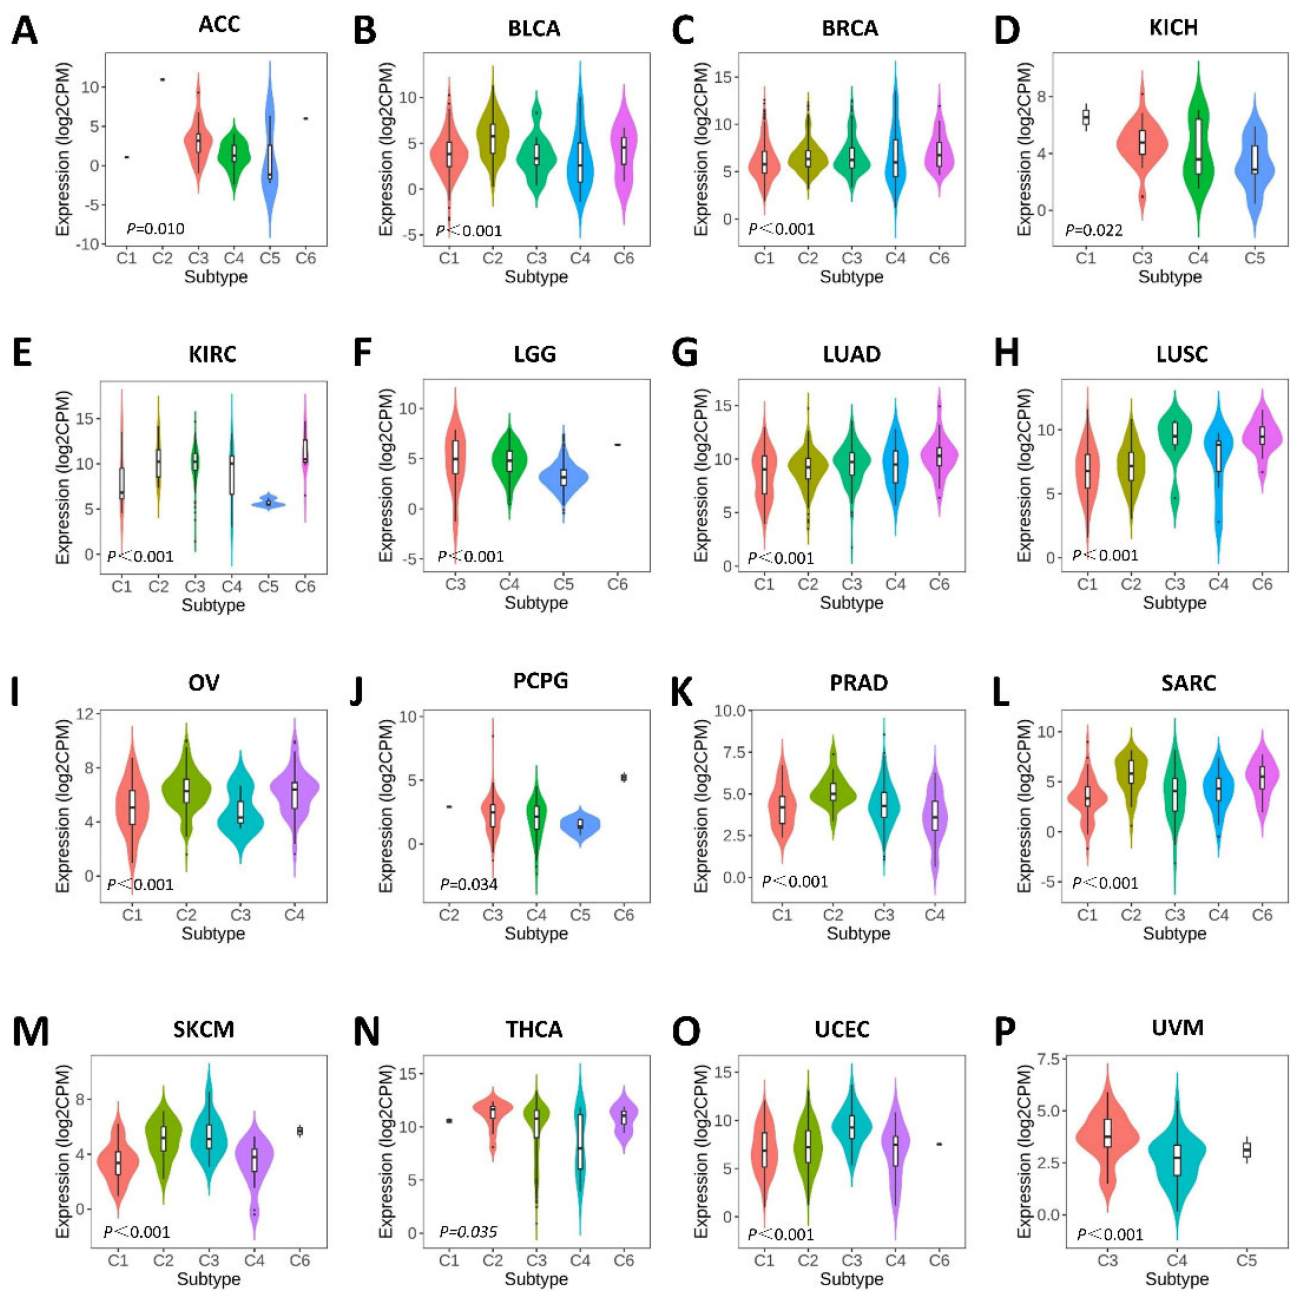 A ACC
Expression (log2CPM)
10
5
0
-5
-10
P=0.010
C1 C2 C3 C4 C5 C6
Subtype
B BLCA
Expression (log2CPM)
10
5
0
-5
P<0.001
C1 C2 C3 C4 C6
Subtype
C BRCA
Expression (log2CPM)
15
10
5
0
P<0.001
C1 C2 C3 C4 C6
Subtype
D KICH
Expression (log2CPM)
8
4
0
P=0.022
C1 C3 C4 C5
Subtype
E KIRC
Expression (log2CPM)
15
10
5
0
P<0.001
C1 C2 C3 C4 C5 C6
Subtype
F LGG
Expression (log2CPM)
10
5
0
-5
P<0.001
C3 C4 C5 C6
Subtype
G LUAD
Expression (log2CPM)
15
10
5
0
P<0.001
C1 C2 C3 C4 C6
Subtype
H LUSC
Expression (log2CPM)
10
5
0
P<0.001
C1 C2 C3 C4 C6
Subtype
I OV
Expression (log2CPM)
12
8
4
0
P<0.001
C1 C2 C3 C4
Subtype
J PCPG
Expression (log2CPM)
10
5
0
P=0.034
C2 C3 C4 C5 C6
Subtype
K PRAD
Expression (log2CPM)
10.0
7.5
5.0
2.5
0.0
P<0.001
C1 C2 C3 C4
Subtype
L SARC
Expression (log2CPM)
10
5
0
-5
P<0.001
C1 C2 C3 C4 C6
Subtype
M SKCM
Expression (log2CPM)
8
4
0
P<0.001
C1 C2 C3 C4 C6
Subtype
N THCA
Expression (log2CPM)
15
10
5
0
P=0.035
C1 C2 C3 C4 C6
Subtype
O UCEC
Expression (log2CPM)
15
10
5
0
P<0.001
C1 C2 C3 C4 C6
Subtype
P UVM
Expression (log2CPM)
7.5
5.0
2.5
0.0
P<0.001
C3 C4 C5
Subtype